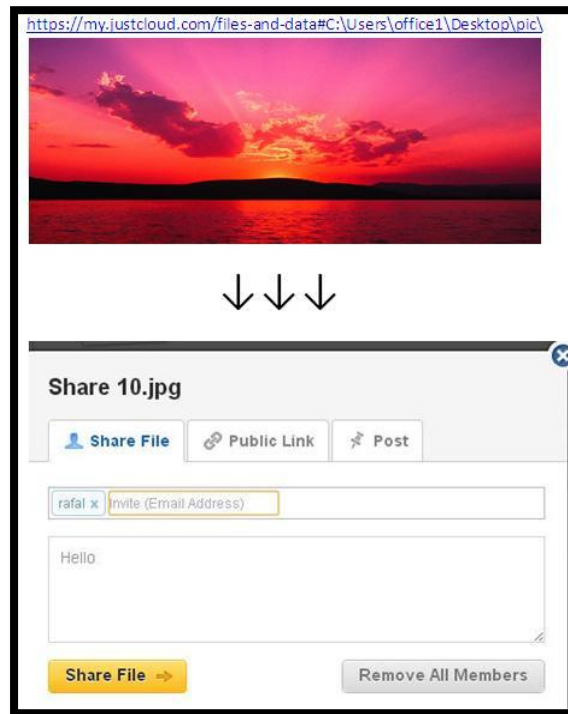 https://my.justcloud.com/files-and-data#C:\Users\office1\Desktop\pic\
↓↓↓
Share 10.jpg
Share File Public Link Post
rafal x Invite (Email Address)
Hello
Share File Remove All Members